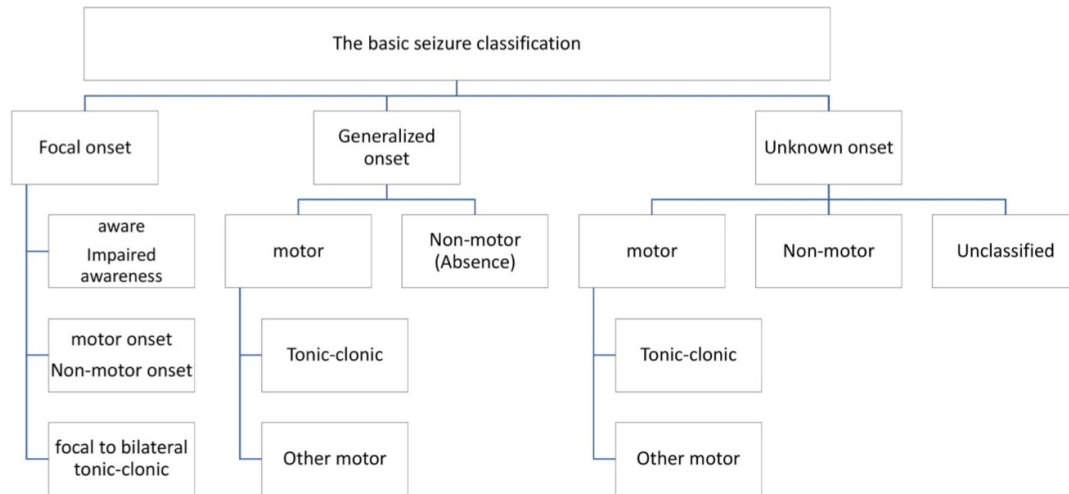 The basic seizure classification
Focal onset
Generalized
onset
Unknown onset
aware
Impaired
awareness
motor
Non-motor
(Absence)
motor
Non-motor
Unclassified
motor onset
Non-motor onset
Tonic-clonic
Tonic-clonic
focal to bilateral
tonic-clonic
Other motor
Other motor